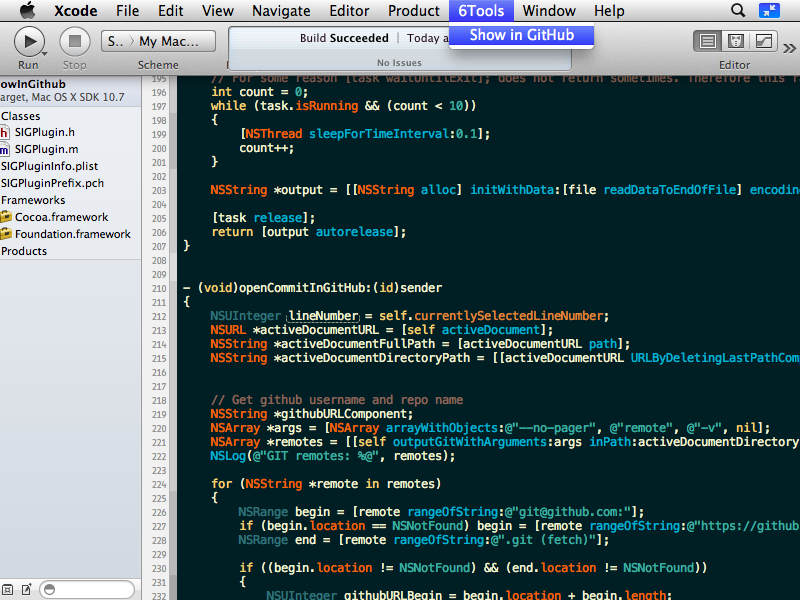 Xcode File Edit View Navigate Editor Product 6Tools Window Help
Show in GitHub
S.. › My Mac...
Build Succeeded | Today a
No Issues
Run Stop Scheme Editor
owInGithub
arget, Mac OS X SDK 10.7
Classes
h SIGPlugin.h
m SIGPlugin.m
SIGPluginInfo.plist
SIGPluginPrefix.pch
Frameworks
Cocoa.framework
Foundation.framework
Products
195 // For some reason [task waitUntilExit]; does not return sometimes. Therefore this r
196 int count = 0;
197 while (task.isRunning && (count < 10))
198 {
199 [NSThread sleepForTimeInterval:0.1];
200 count++;
201 }
202
203 NSString *output = [[NSString alloc] initWithData:[file readDataToEndOfFile] encodin
204
205 [task release];
206 return [output autorelease];
207 }
208
209
210 - (void)openCommitInGitHub:(id)sender
211 {
212 NSUInteger lineNumber = self.currentlySelectedLineNumber;
213 NSURL *activeDocumentURL = [self activeDocument];
214 NSString *activeDocumentFullPath = [activeDocumentURL path];
215 NSString *activeDocumentDirectoryPath = [[activeDocumentURL URLByDeletingLastPathCom
216
217
218 // Get github username and repo name
219 NSString *githubURLComponent;
220 NSArray *args = [NSArray arrayWithObjects:@"--no-pager", @"remote", @"-v", nil];
221 NSArray *remotes = [[self outputGitWithArguments:args inPath:activeDocumentDirectory
222 NSLog(@"GIT remotes: %@", remotes);
223
224 for (NSString *remote in remotes)
225 {
226 NSRange begin = [remote rangeOfString:@"git@github.com:"];
227 if (begin.location == NSNotFound) begin = [remote rangeOfString:@"https://github
228 NSRange end = [remote rangeOfString:@".git (fetch)"];
229
230 if ((begin.location != NSNotFound) && (end.location != NSNotFound))
231 {
232 NSUInteger githubURLBegin = begin.location + begin.length;